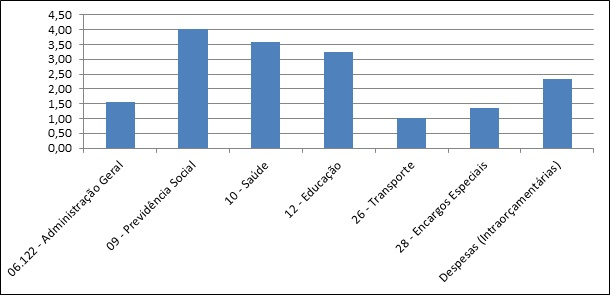 4,50
4,00
3,50
3,00
2,50
2,00
1,50
1,00
0,50
0,00
06.122 - Administração Geral
09 - Previdência Social
10 - Saúde
12 - Educação
26 - Transporte
28 - Encargos Especiais
Despesas (Intraorçamentárias)